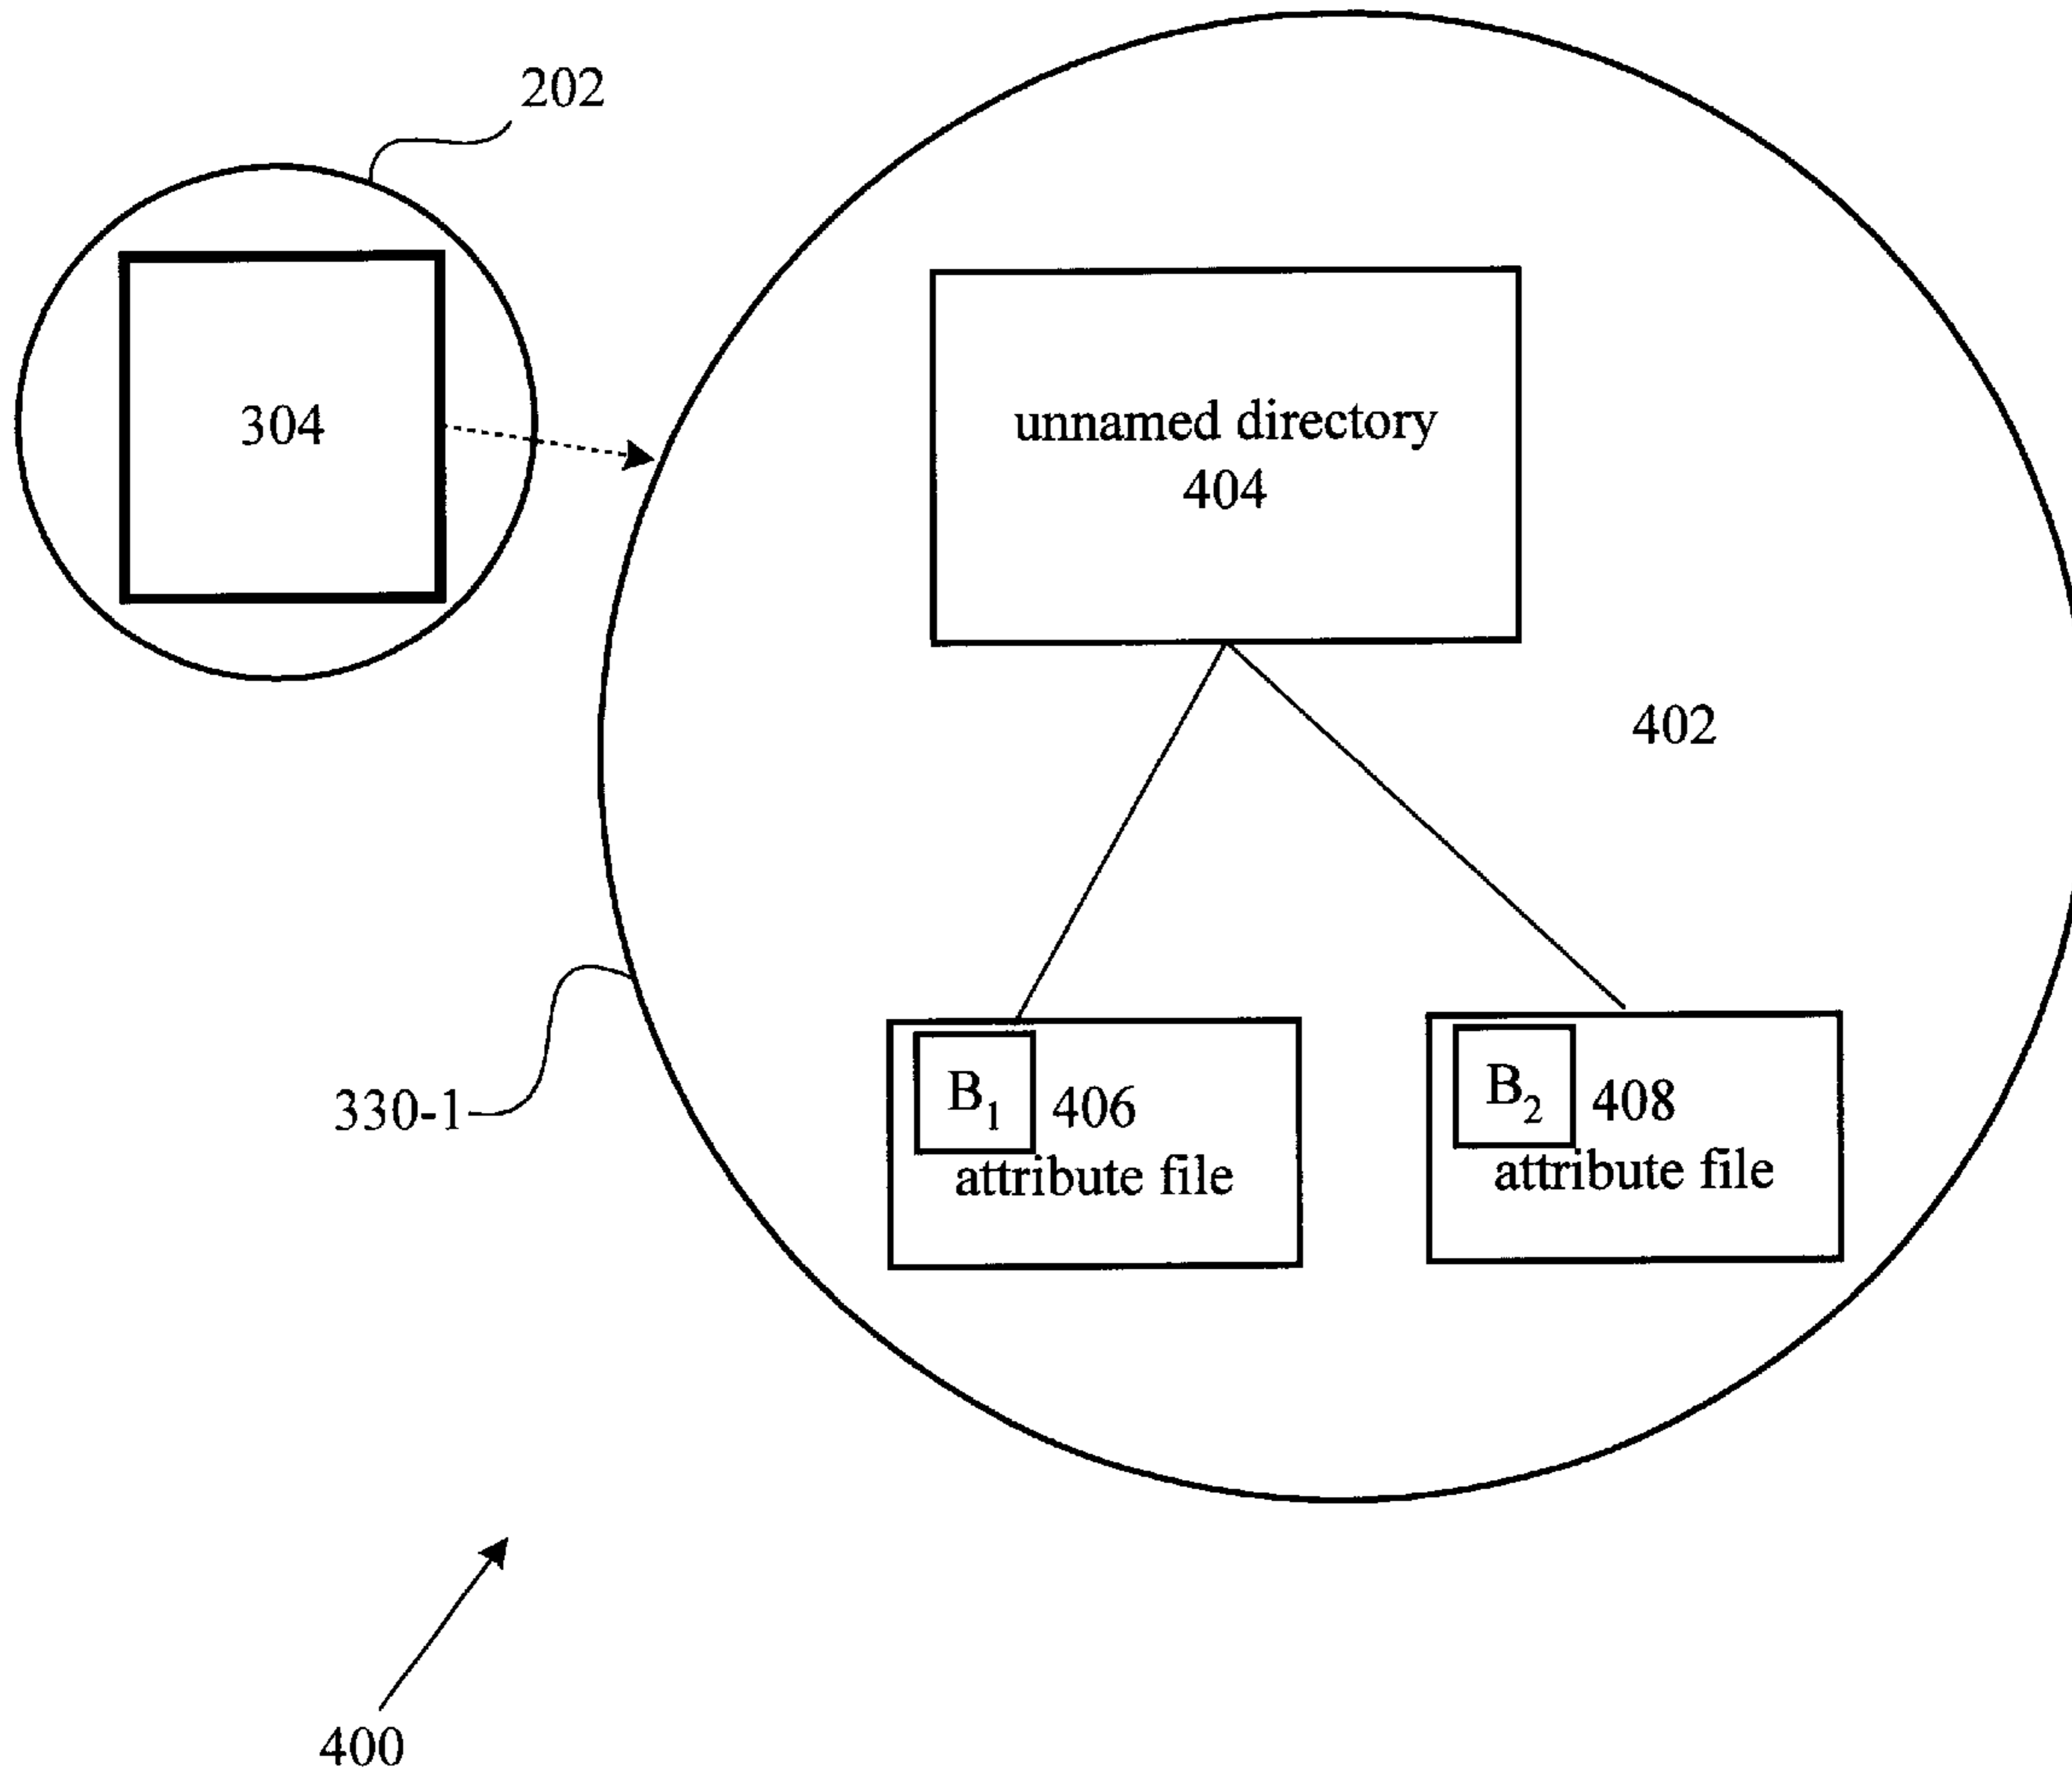 202
304
unnamed directory
404
402
330-1
B1 406
attribute file
B2 408
attribute file
400